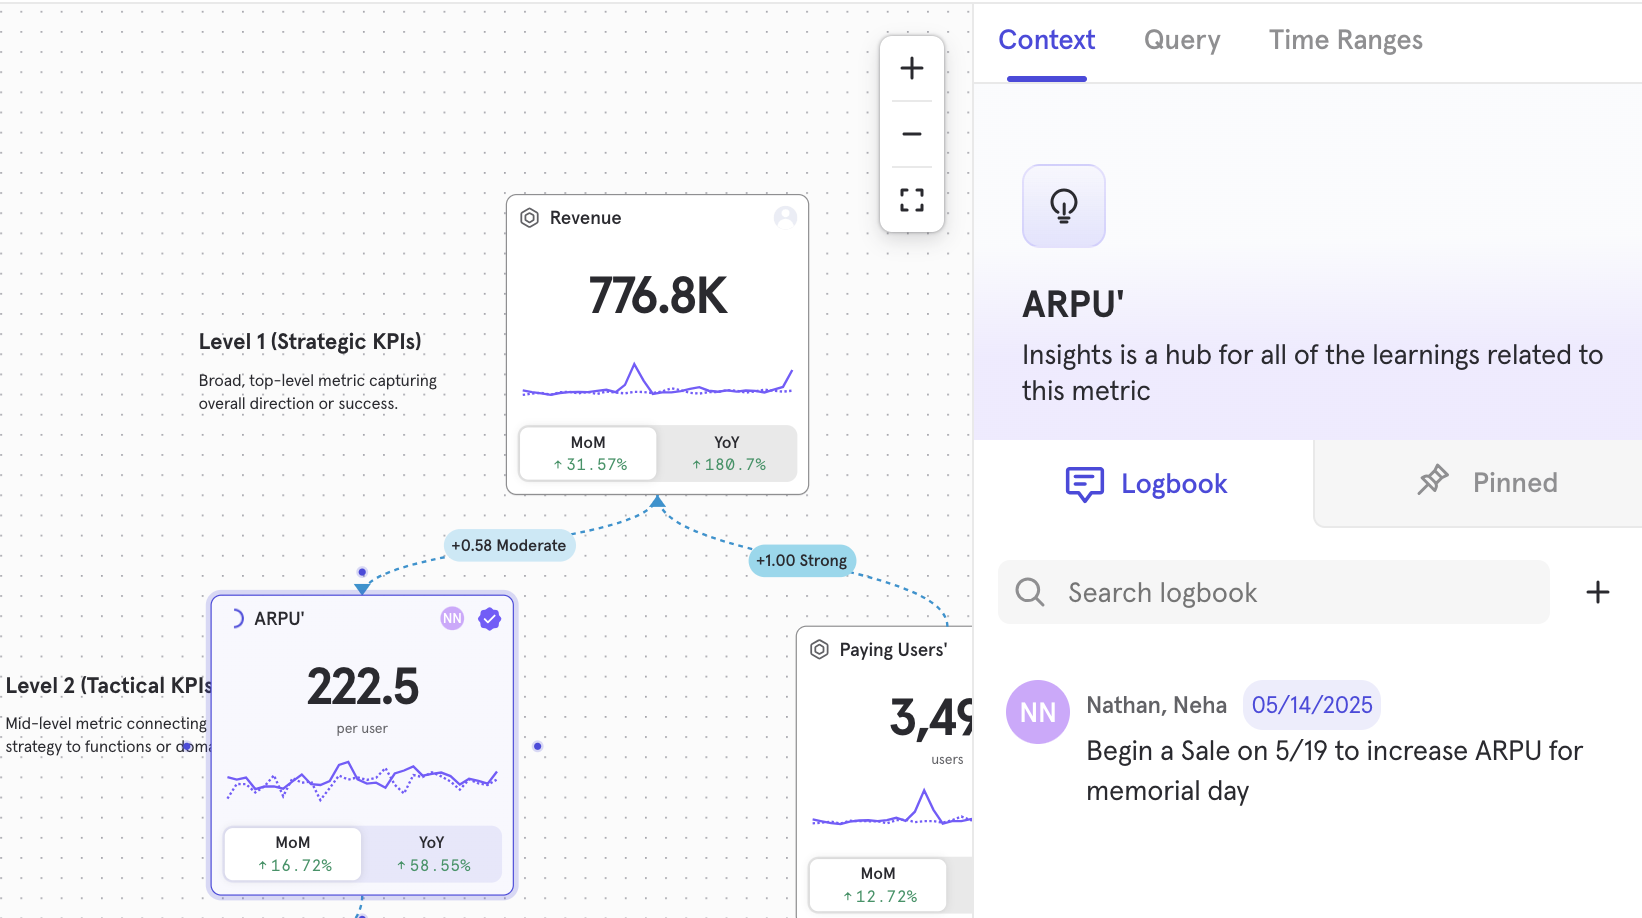 Context Query Time Ranges
Revenue
776.8K
MoM YoY
↑31.57% ↑180.7%
Level 1 (Strategic KPIs)
Broad, top-level metric capturing
overall direction or success.
+0.58 Moderate
+1.00 Strong
ARPU' NN
222.5
per user
MoM YoY
↑16.72% ↑58.55%
Level 2 (Tactical KPIs
Mid-level metric connecting
strategy to functions or doma
Paying Users'
3,49
users
MoM
↑12.72%
ARPU'
Insights is a hub for all of the learnings related to
this metric
Logbook Pinned
Search logbook
NN Nathan, Neha 05/14/2025
Begin a Sale on 5/19 to increase ARPU for
memorial day